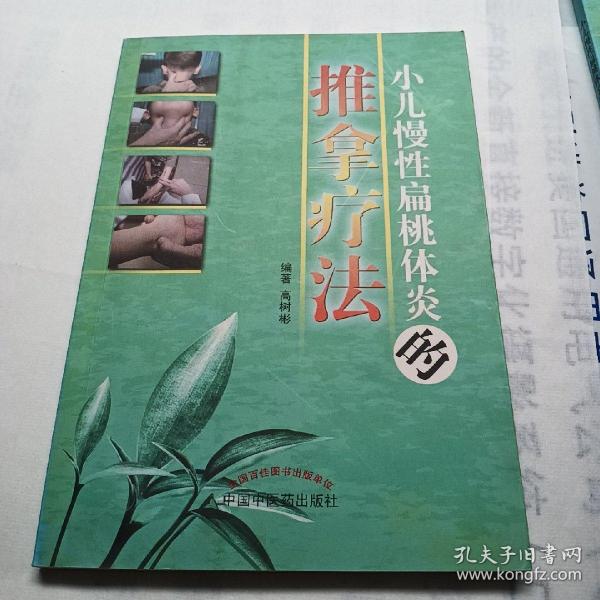 小儿慢性扁桃体炎的
推拿疗法
编著 高树彬
全国百佳图书出版单位
中国中医药出版社
孔夫子旧书网
www.kongfz.com